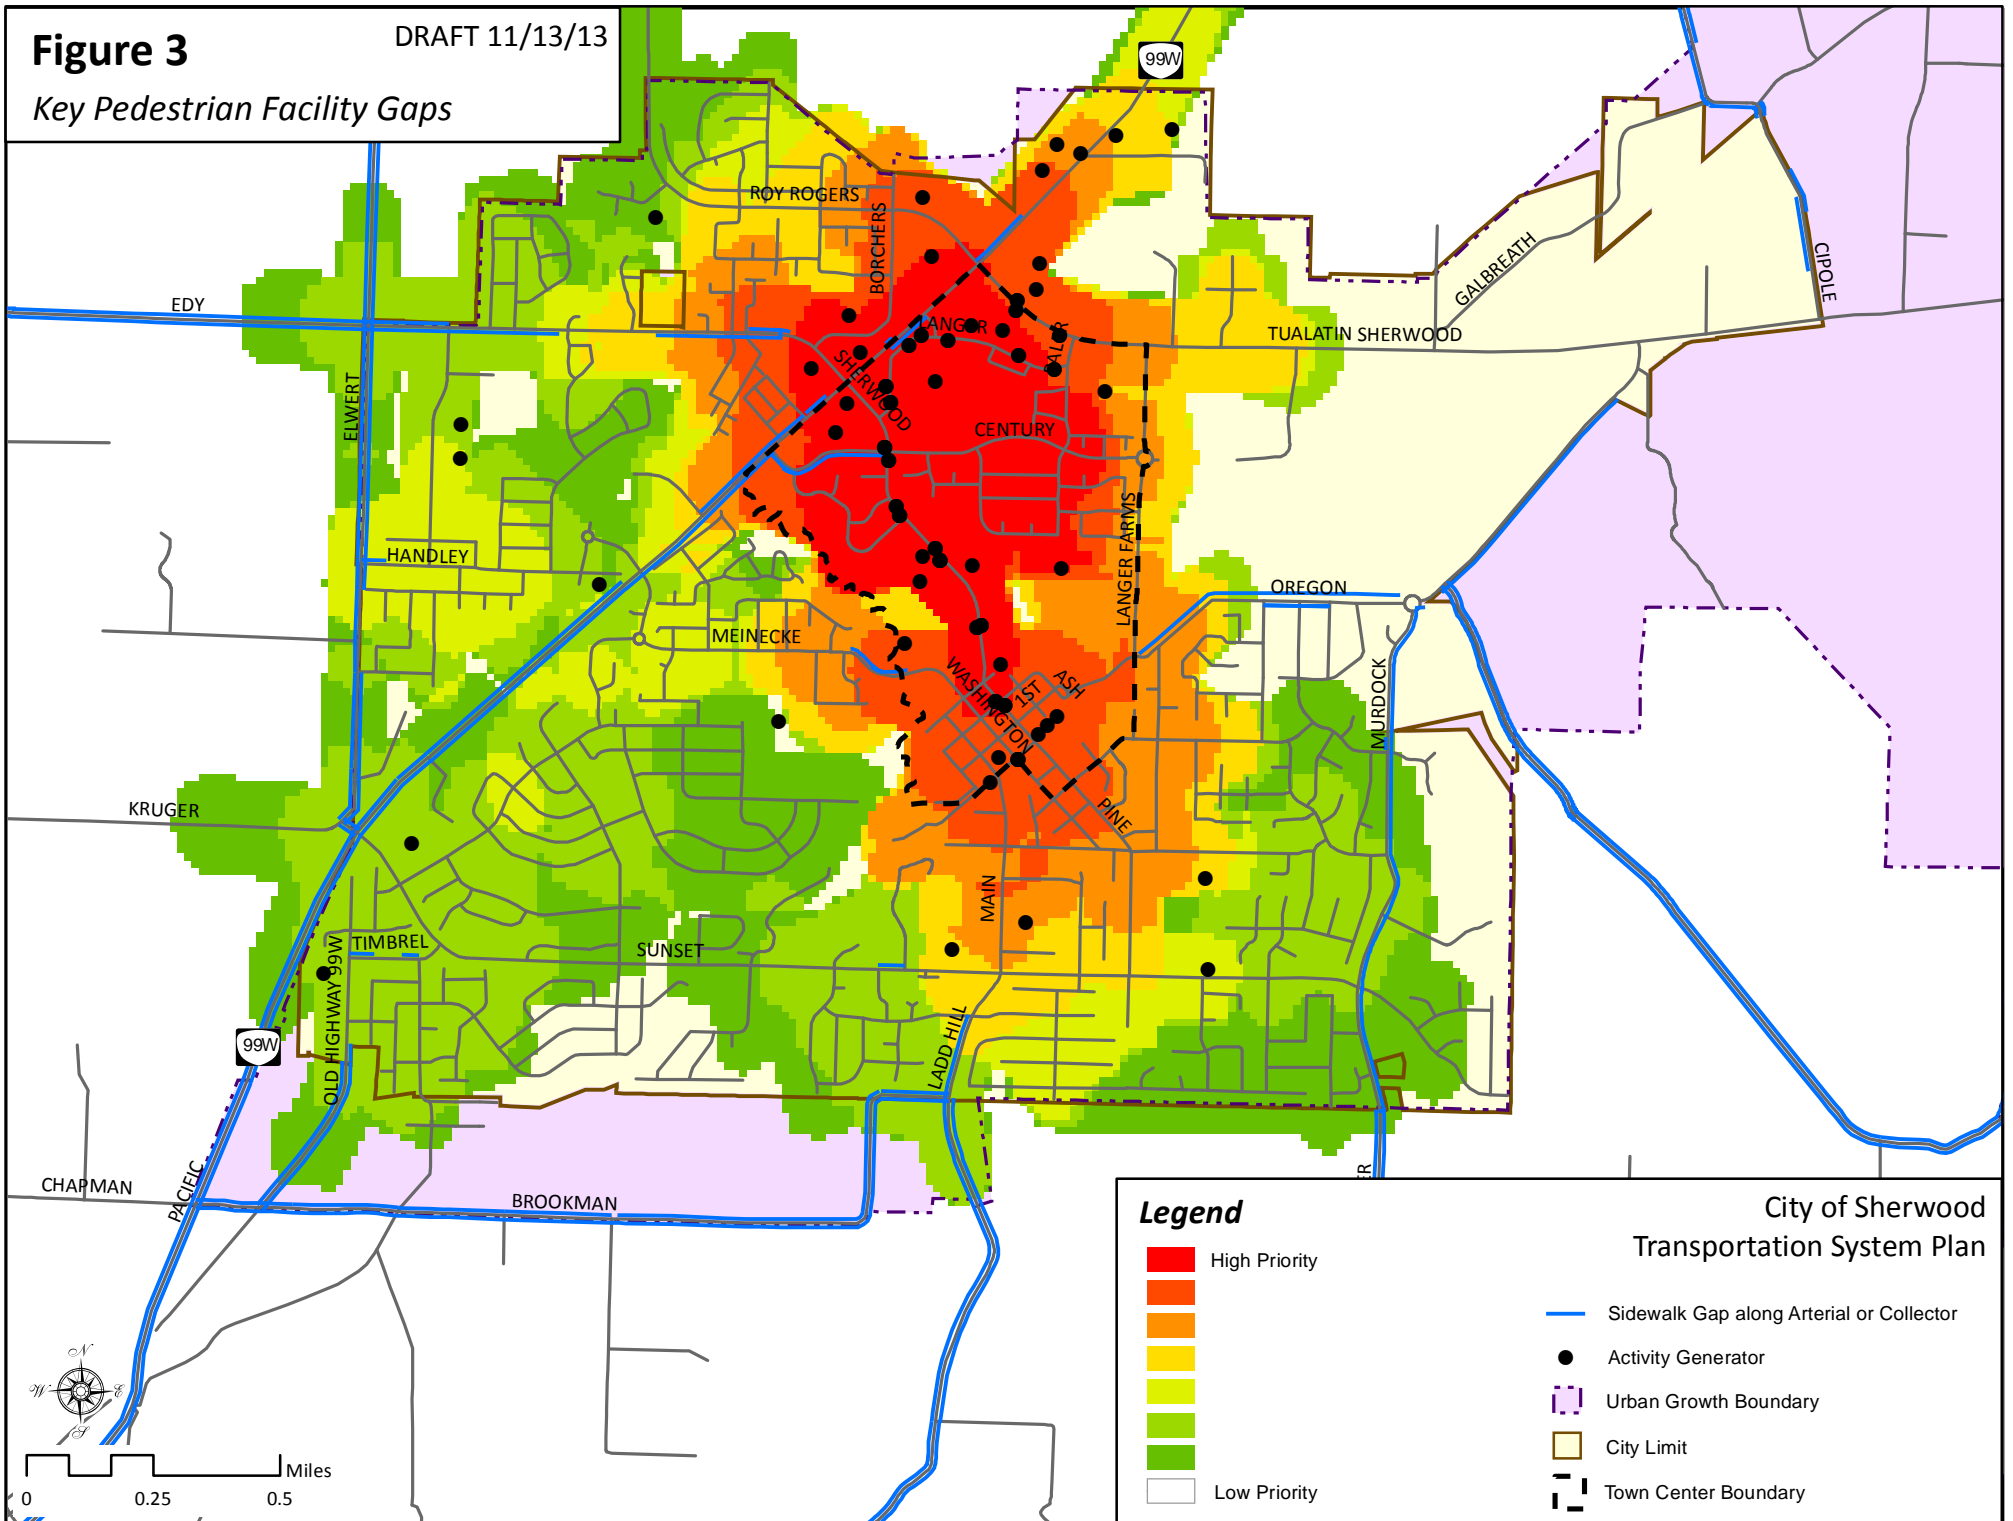 Figure 3
DRAFT 11/13/13
Key Pedestrian Facility Gaps
99W
ROY ROGERS
BORCHERS
GALBREATH
CIPOLE
EDY
LANGER
TUALATIN SHERWOOD
SHERWOOD
ELWERT
CENTURY
LANGER FARMS
HANDLEY
OREGON
MEINECKE
WASHINGTON
1ST
ASH
MURDOCK
KRUGER
PINE
MAIN
TIMBREL
SUNSET
OLD HIGHWAY 99W
LADD HILL
99W
CHAPMAN
PACIFIC
BROOKMAN
ER
Legend
City of Sherwood
Transportation System Plan
High Priority
Low Priority
Sidewalk Gap along Arterial or Collector
Activity Generator
Urban Growth Boundary
City Limit
Town Center Boundary
N
W
E
S
Miles
0
0.25
0.5